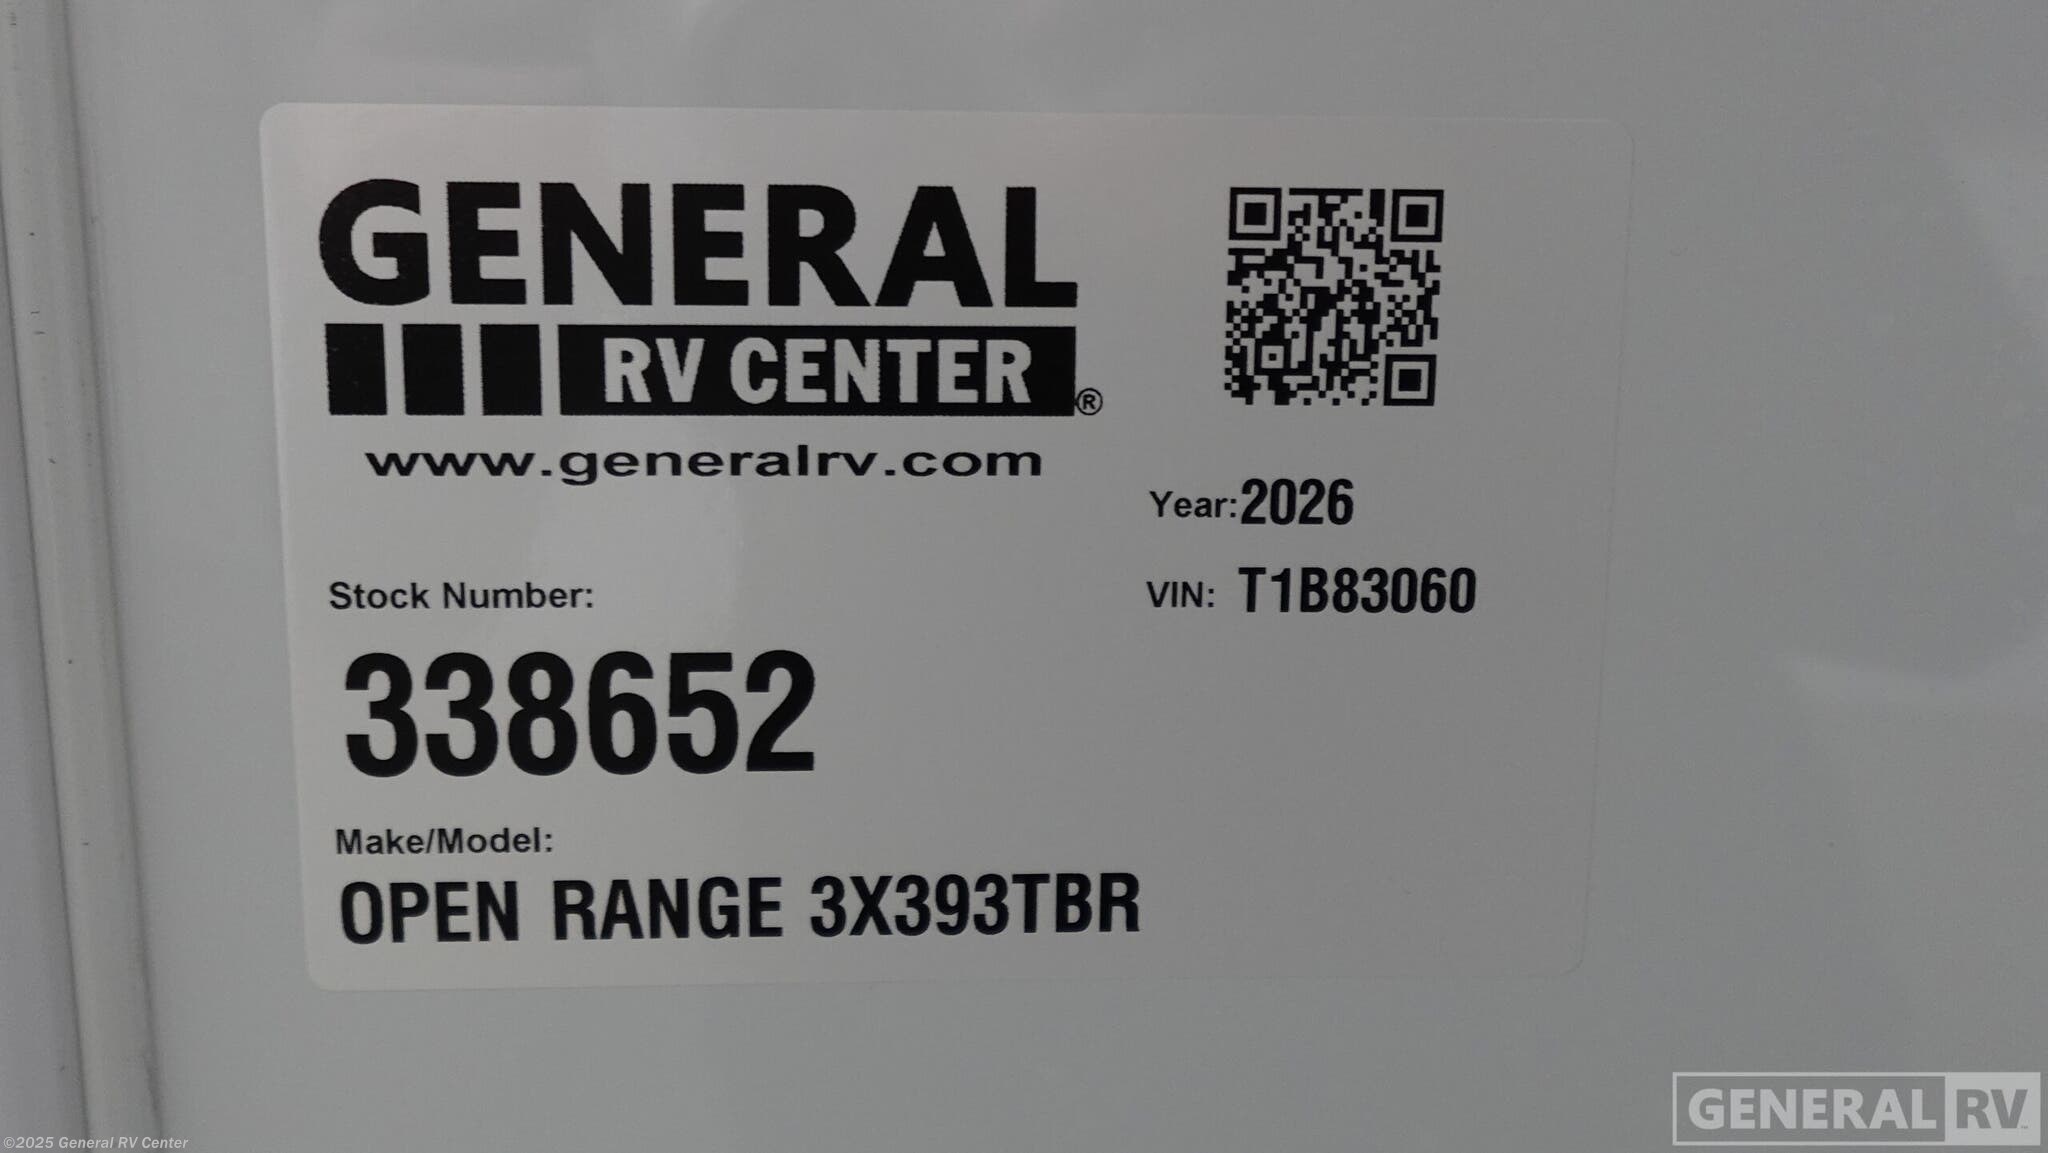 GENERAL
RV CENTER®
www.generalrv.com
Year: 2026
VIN: T1B83060
Stock Number:
338652
Make/Model:
OPEN RANGE 3X393TBR
©2025 General RV Center
GENERAL RV™